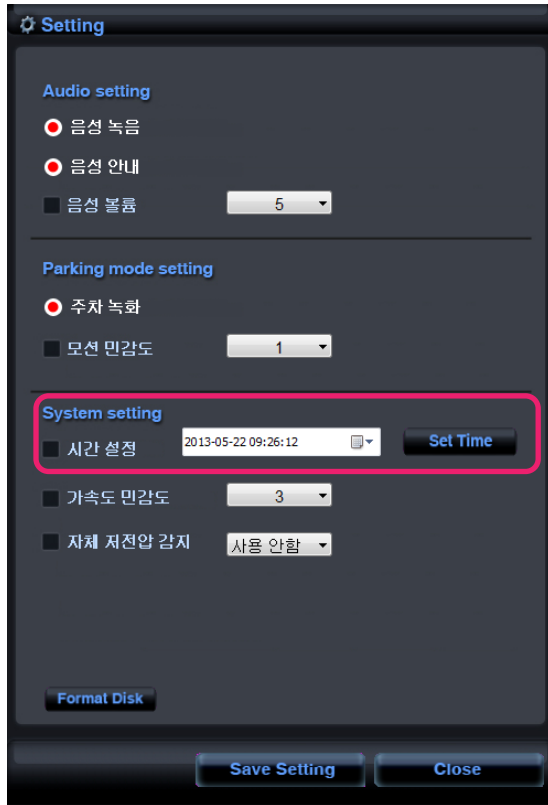 Setting
Audio setting
음성 녹음
음성 안내
음성 볼륨 5
Parking mode setting
주차 녹화
모션 민감도 1
System setting
시간 설정 2013-05-22 09:26:12 Set Time
가속도 민감도 3
자체 저전압 감지 사용 안함
Format Disk
Save Setting Close